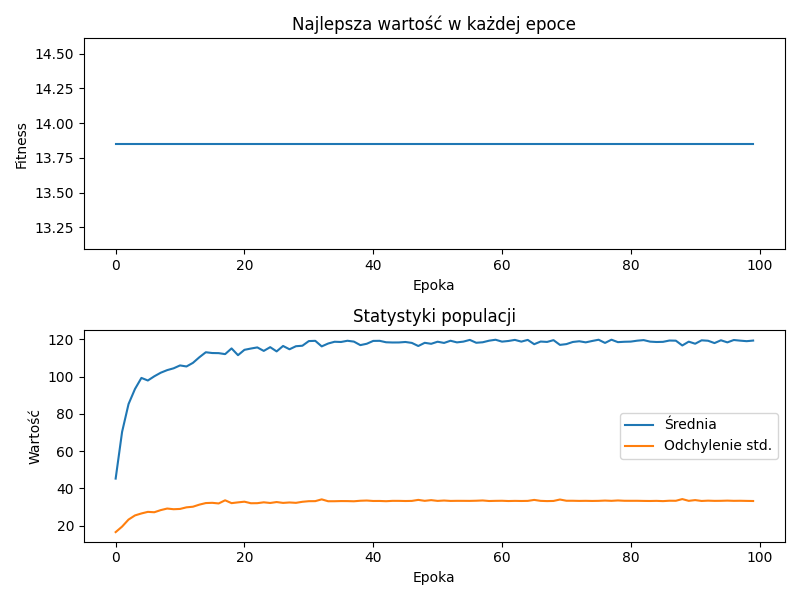 Najlepsza wartość w każdej epoce
14.50
14.25
14.00
13.75
13.50
13.25
Fitness
0 20 40 60 80 100
Epoka
Statystyki populacji
120
100
80
60
40
20
Wartość
Średnia
Odchylenie std.
0 20 40 60 80 100
Epoka